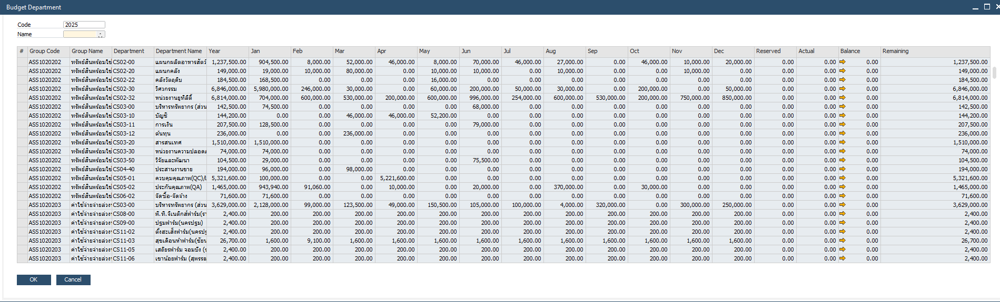 Budget Department
Code 2025
Name
# Group Code Group Name Department Department Name Year Jan Feb Mar Apr May Jun Jul Aug Sep Oct Nov Dec Reserved Actual Balance Remaining
ASS1020202 ทรัพย์สินพร้อมใช้ CS02-00 แผนกผลิตอาหารสัตว์ 1,237,500.00 904,500.00 8,000.00 52,000.00 46,000.00 8,000.00 70,000.00 46,000.00 27,000.00 0.00 46,000.00 10,000.00 20,000.00 0.00 0.00 0.00 1,237,500.00
ASS1020202 ทรัพย์สินพร้อมใช้ CS02-20 แผนกคลัง 149,000.00 19,000.00 10,000.00 80,000.00 0.00 10,000.00 10,000.00 0.00 10,000.00 0.00 0.00 10,000.00 0.00 0.00 0.00 0.00 149,000.00
ASS1020202 ทรัพย์สินพร้อมใช้ CS02-22 คลังวัตถุดิบ 184,500.00 168,500.00 0.00 0.00 0.00 16,000.00 0.00 0.00 0.00 0.00 0.00 0.00 0.00 0.00 0.00 0.00 184,500.00
ASS1020202 ทรัพย์สินพร้อมใช้ CS02-30 วิศวกรรม 6,846,000.00 5,980,000.00 246,000.00 30,000.00 0.00 60,000.00 200,000.00 50,000.00 30,000.00 0.00 200,000.00 0.00 50,000.00 0.00 0.00 0.00 6,846,000.00
ASS1020202 ทรัพย์สินพร้อมใช้ CS02-32 หน่วยงานยูทิลิตี้ 6,814,000.00 704,000.00 600,000.00 530,000.00 200,000.00 600,000.00 996,000.00 254,000.00 600,000.00 530,000.00 200,000.00 750,000.00 850,000.00 0.00 0.00 0.00 6,814,000.00
ASS1020202 ทรัพย์สินพร้อมใช้ CS03-00 บริหารทรัพยากร (ส่วน 142,500.00 74,500.00 0.00 0.00 0.00 0.00 68,000.00 0.00 0.00 0.00 0.00 0.00 0.00 0.00 0.00 0.00 142,500.00
ASS1020202 ทรัพย์สินพร้อมใช้ CS03-10 บัญชี 144,200.00 0.00 0.00 46,000.00 46,000.00 52,200.00 0.00 0.00 0.00 0.00 0.00 0.00 0.00 0.00 0.00 0.00 144,200.00
ASS1020202 ทรัพย์สินพร้อมใช้ CS03-11 การเงิน 207,500.00 128,500.00 0.00 0.00 0.00 0.00 79,000.00 0.00 0.00 0.00 0.00 0.00 0.00 0.00 0.00 0.00 207,500.00
ASS1020202 ทรัพย์สินพร้อมใช้ CS03-12 ต้นทุน 236,000.00 0.00 0.00 236,000.00 0.00 0.00 0.00 0.00 0.00 0.00 0.00 0.00 0.00 0.00 0.00 0.00 236,000.00
ASS1020202 ทรัพย์สินพร้อมใช้ CS03-20 สารสนเทศ 1,510,000.00 1,510,000.00 0.00 0.00 0.00 0.00 0.00 0.00 0.00 0.00 0.00 0.00 0.00 0.00 0.00 0.00 1,510,000.00
ASS1020202 ทรัพย์สินพร้อมใช้ CS03-30 หน่วยงานความปลอดภ 74,000.00 74,000.00 0.00 0.00 0.00 0.00 0.00 0.00 0.00 0.00 0.00 0.00 0.00 0.00 0.00 0.00 74,000.00
ASS1020202 ทรัพย์สินพร้อมใช้ CS03-50 วิจัยและพัฒนา 104,500.00 29,000.00 0.00 0.00 0.00 0.00 75,500.00 0.00 0.00 0.00 0.00 0.00 0.00 0.00 0.00 0.00 104,500.00
ASS1020202 ทรัพย์สินพร้อมใช้ CS04-40 ประสานงานขาย 194,000.00 96,000.00 0.00 98,000.00 0.00 0.00 0.00 0.00 0.00 0.00 0.00 0.00 0.00 0.00 0.00 0.00 194,000.00
ASS1020202 ทรัพย์สินพร้อมใช้ CS05-01 ควบคุมคุณภาพ(QC)/L 5,321,600.00 100,000.00 0.00 0.00 5,221,600.00 0.00 0.00 0.00 0.00 0.00 0.00 0.00 0.00 0.00 0.00 0.00 5,321,600.00
ASS1020202 ทรัพย์สินพร้อมใช้ CS05-02 ประกันคุณภาพ(QA) 1,465,000.00 943,940.00 91,060.00 0.00 10,000.00 0.00 20,000.00 0.00 370,000.00 0.00 30,000.00 0.00 0.00 0.00 0.00 0.00 1,465,000.00
ASS1020202 ทรัพย์สินพร้อมใช้ CS06-02 จัดซื้อ-จัดจ้าง 71,600.00 71,600.00 0.00 0.00 0.00 0.00 0.00 0.00 0.00 0.00 0.00 0.00 0.00 0.00 0.00 0.00 71,600.00
ASS1020203 ค่าใช้จ่ายจ่ายล่วงห CS03-00 บริหารทรัพยากร (ส่วน 3,629,000.00 2,128,000.00 99,000.00 123,500.00 49,000.00 150,500.00 105,000.00 100,000.00 4,000.00 320,000.00 0.00 300,000.00 250,000.00 0.00 0.00 0.00 3,629,000.00
ASS1020203 ค่าใช้จ่ายจ่ายล่วงห CS08-00 พี.ที.จีเนติกส์ฟาร์ม(รา 2,400.00 200.00 200.00 200.00 200.00 200.00 200.00 200.00 200.00 200.00 200.00 200.00 200.00 0.00 0.00 0.00 2,400.00
ASS1020203 ค่าใช้จ่ายจ่ายล่วงห CS09-00 ปฐมฟาร์ม(นครปฐม) 2,400.00 200.00 200.00 200.00 200.00 200.00 200.00 200.00 200.00 200.00 200.00 200.00 200.00 0.00 0.00 0.00 2,400.00
ASS1020203 ค่าใช้จ่ายจ่ายล่วงห CS11-02 ตั้งฮะเส็งฟาร์ม(นครปฐ 2,400.00 200.00 200.00 200.00 200.00 200.00 200.00 200.00 200.00 200.00 200.00 200.00 200.00 0.00 0.00 0.00 2,400.00
ASS1020203 ค่าใช้จ่ายจ่ายล่วงห CS11-03 สุขเดือนห้าฟาร์ม(ชัยน 26,700.00 1,600.00 9,100.00 1,600.00 1,600.00 1,600.00 1,600.00 1,600.00 1,600.00 1,600.00 1,600.00 1,600.00 1,600.00 0.00 0.00 0.00 26,700.00
ASS1020203 ค่าใช้จ่ายจ่ายล่วงห CS11-05 เสถียรฟาร์ม จอมบึง (ร 2,400.00 200.00 200.00 200.00 200.00 200.00 200.00 200.00 200.00 200.00 200.00 200.00 200.00 0.00 0.00 0.00 2,400.00
ASS1020203 ค่าใช้จ่ายจ่ายล่วงห CS11-06 เขาน้อยฟาร์ม (สุพรรณ 2,400.00 200.00 200.00 200.00 200.00 200.00 200.00 200.00 200.00 200.00 200.00 200.00 200.00 0.00 0.00 0.00 2,400.00
OK Cancel